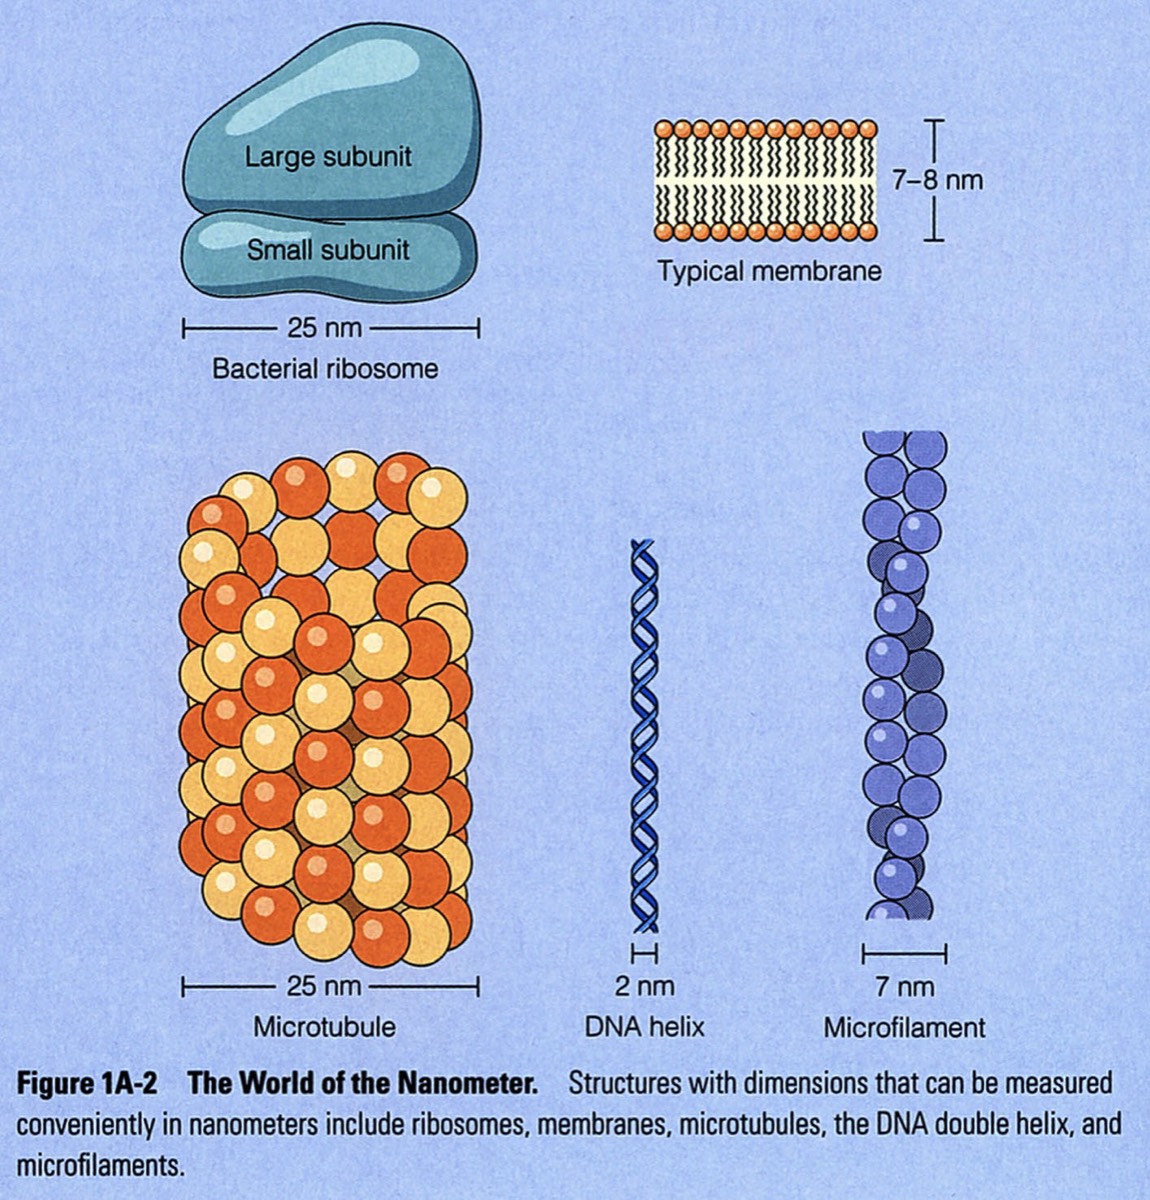 Large subunit
Small subunit
25 nm
Bacterial ribosome
7–8 nm
Typical membrane
25 nm
Microtubule
2 nm
DNA helix
7 nm
Microfilament
Figure 1A-2 The World of the Nanometer. Structures with dimensions that can be measured
conveniently in nanometers include ribosomes, membranes, microtubules, the DNA double helix, and
microfilaments.